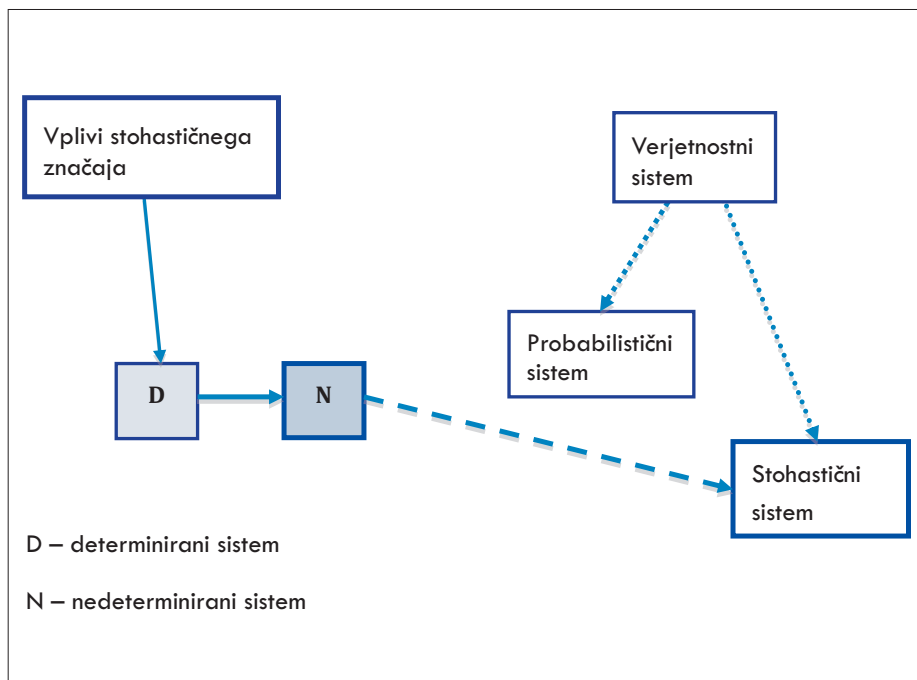 Vplivi stohastičnega
značaja
Verjetnostni
sistem
Probabilistični
sistem
D
N
Stohastični
sistem
D – determinirani sistem
N – nedeterminirani sistem